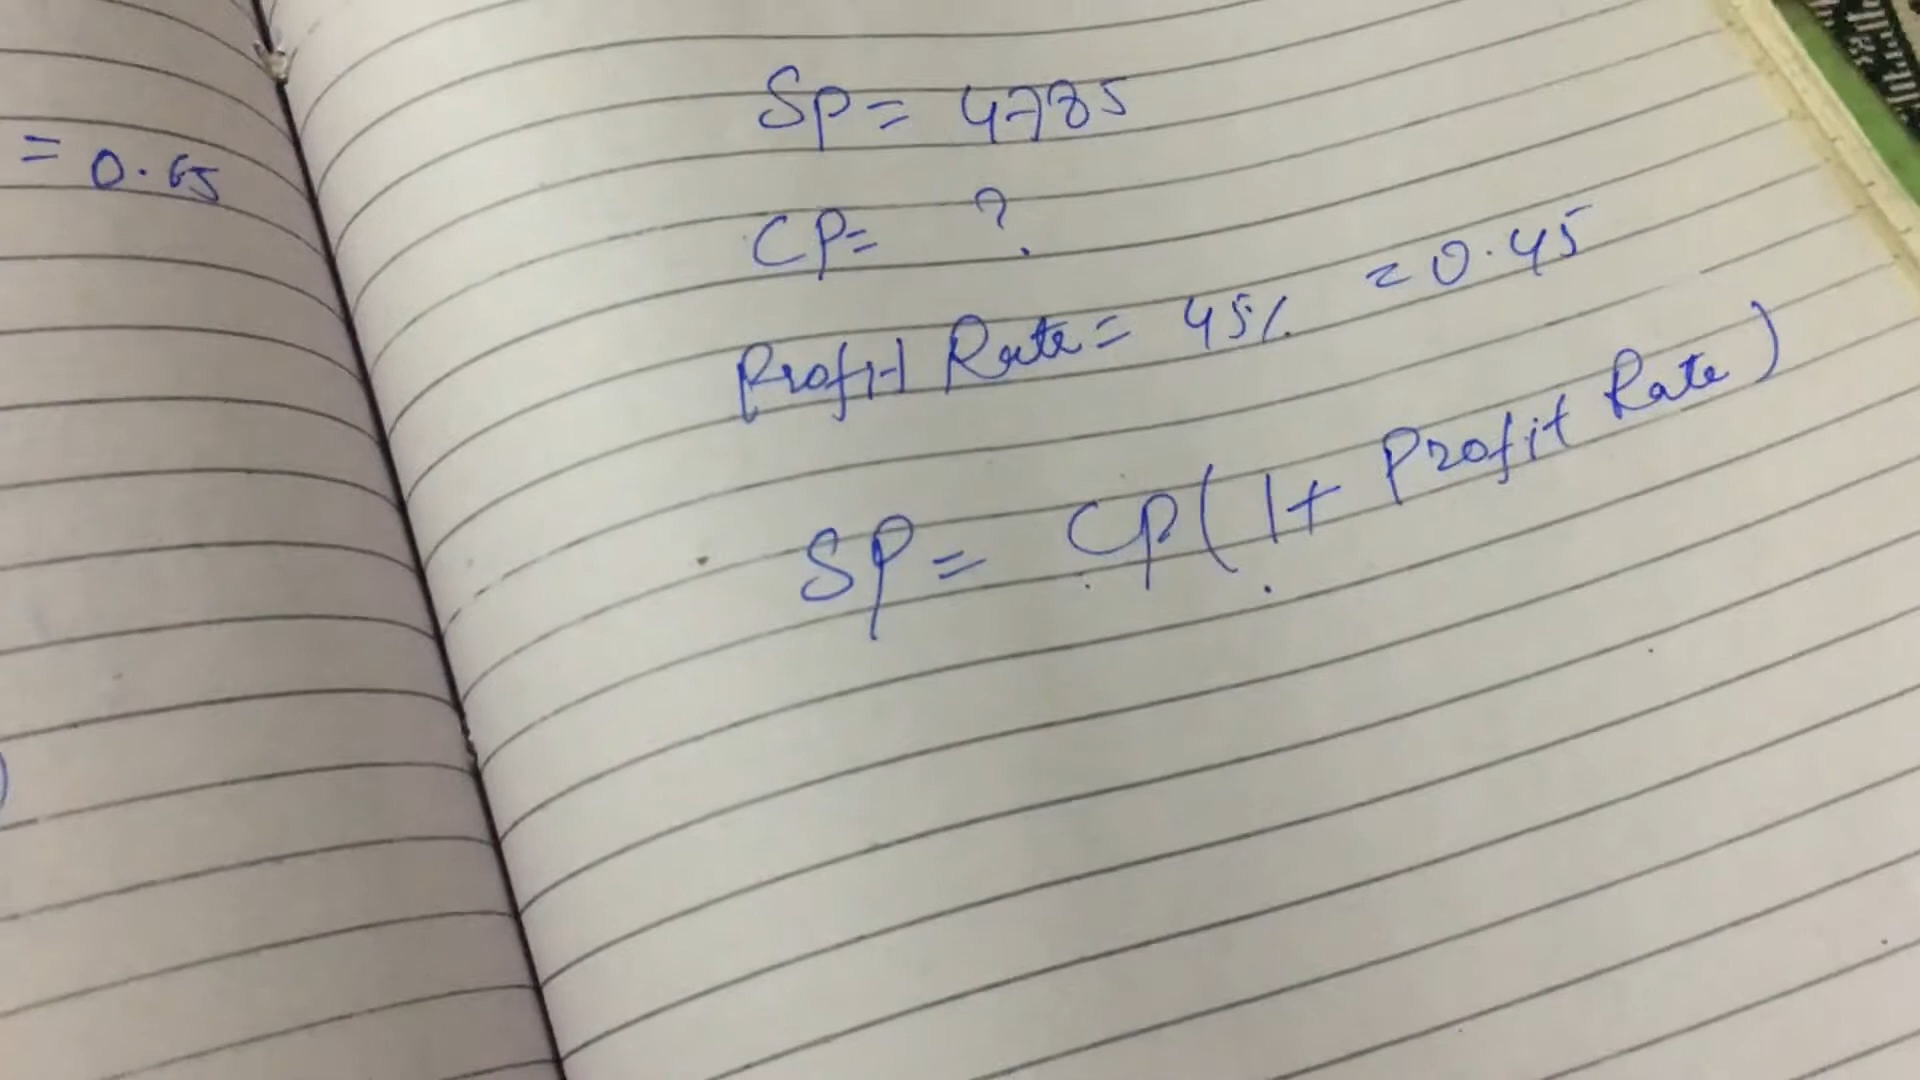 = 0.65
SP= 4785
CP= ?
Profit Rate= 45% = 0.45
SP= CP( 1+ Profit Rate)